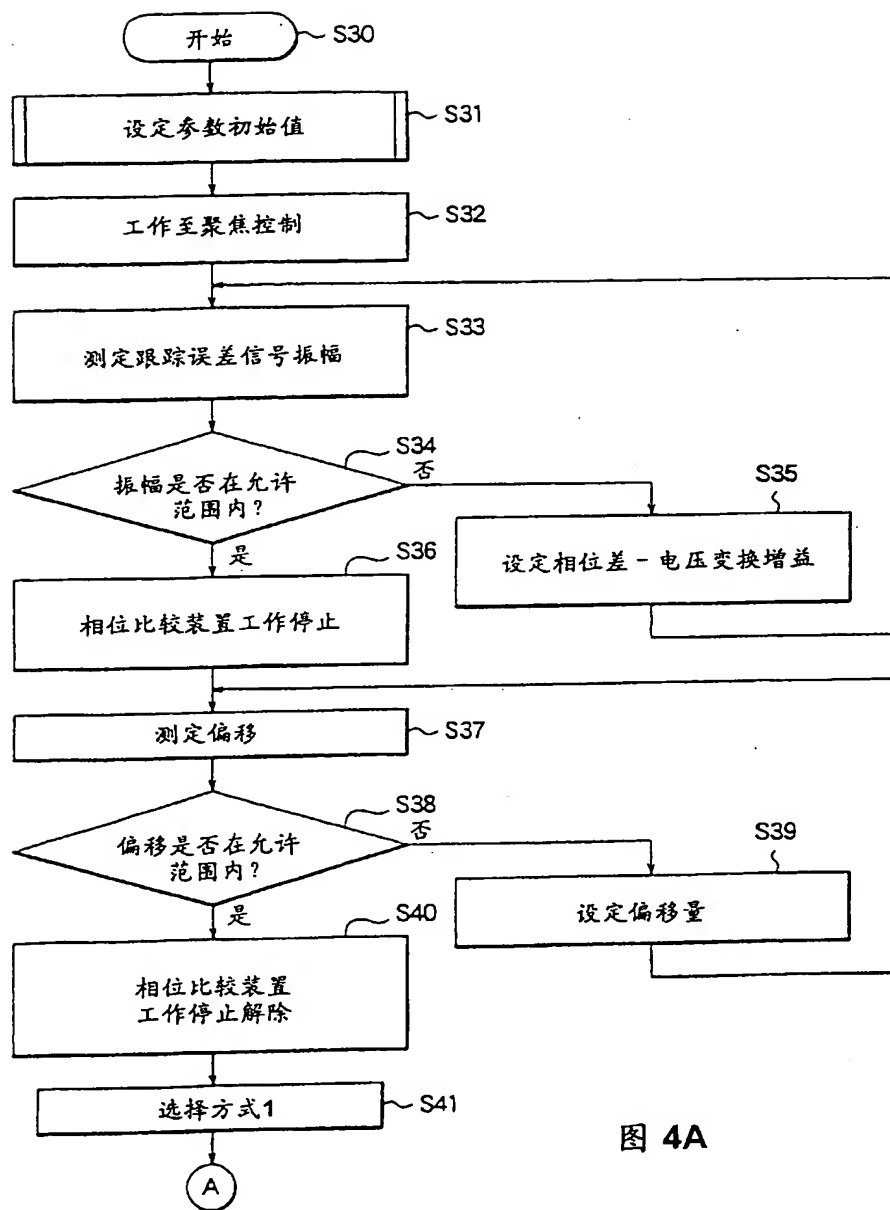 开始
S30
设定参数初始值
S31
工作至聚焦控制
S32
测定跟踪误差信号振幅
S33
振幅是否在允许
范围内?
S34
否
是
S35
设定相位差-电压变换增益
S36
相位比较装置工作停止
测定偏移
S37
偏移是否在允许
范围内?
S38
否
是
S39
设定偏移量
S40
相位比较装置
工作停止解除
选择方式1
S41
A
图 4A